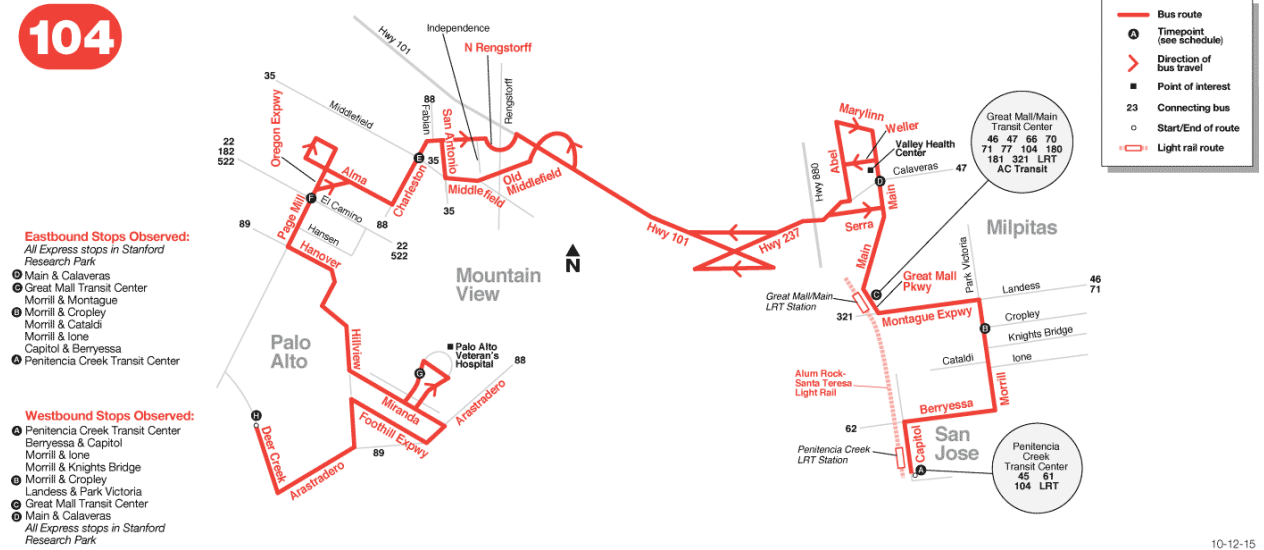 104
Hwy 101
Independence
N Rengstorff
Rengstorff
35
Middlefield
88
Fabian
San Antonio
Oregon Expwy
22
182
522
E
35
Alma
Charleston
Middlefield
Old
Middlefield
35
F
El Camino
88
Page Mill
89
Hansen
22
522
Hanover
Hwy 101
Hwy 237
Hwy 880
N
Mountain
View
Palo
Alto
Hillview
Palo Alto
Veteran's
Hospital
88
G
Miranda
Arastradero
Foothill Expwy
89
H
Deer Creek
Arastradero
Marylinn
Weller
Valley Health
Center
Abel
Calaveras
47
D
Main
Serra
Main
Milpitas
Great Mall/Main
Transit Center
46 47 66 70
71 77 104 180
181 321 LRT
AC Transit
Great Mall
Pkwy
C
Great Mall/Main
LRT Station
321
Montague Expwy
Park Victoria
Landess
46
71
Cropley
B
Knights Bridge
Cataldi
Ione
Alum Rock-
Santa Teresa
Light Rail
Morrill
Berryessa
62
Capitol
San
Jose
Penitencia Creek
LRT Station
A
Penitencia
Creek
Transit Center
45 61
104 LRT
Bus route
A Timepoint
(see schedule)
Direction of
bus travel
Point of interest
23 Connecting bus
Start/End of route
Light rail route
Eastbound Stops Observed:
All Express stops in Stanford
Research Park
D Main & Calaveras
C Great Mall Transit Center
Morrill & Montague
B Morrill & Cropley
Morrill & Cataldi
Morrill & Ione
Capitol & Berryessa
A Penitencia Creek Transit Center
Westbound Stops Observed:
A Penitencia Creek Transit Center
Berryessa & Capitol
Morrill & Ione
Morrill & Knights Bridge
B Morrill & Cropley
Landess & Park Victoria
C Great Mall Transit Center
D Main & Calaveras
All Express stops in Stanford
Research Park
10-12-15